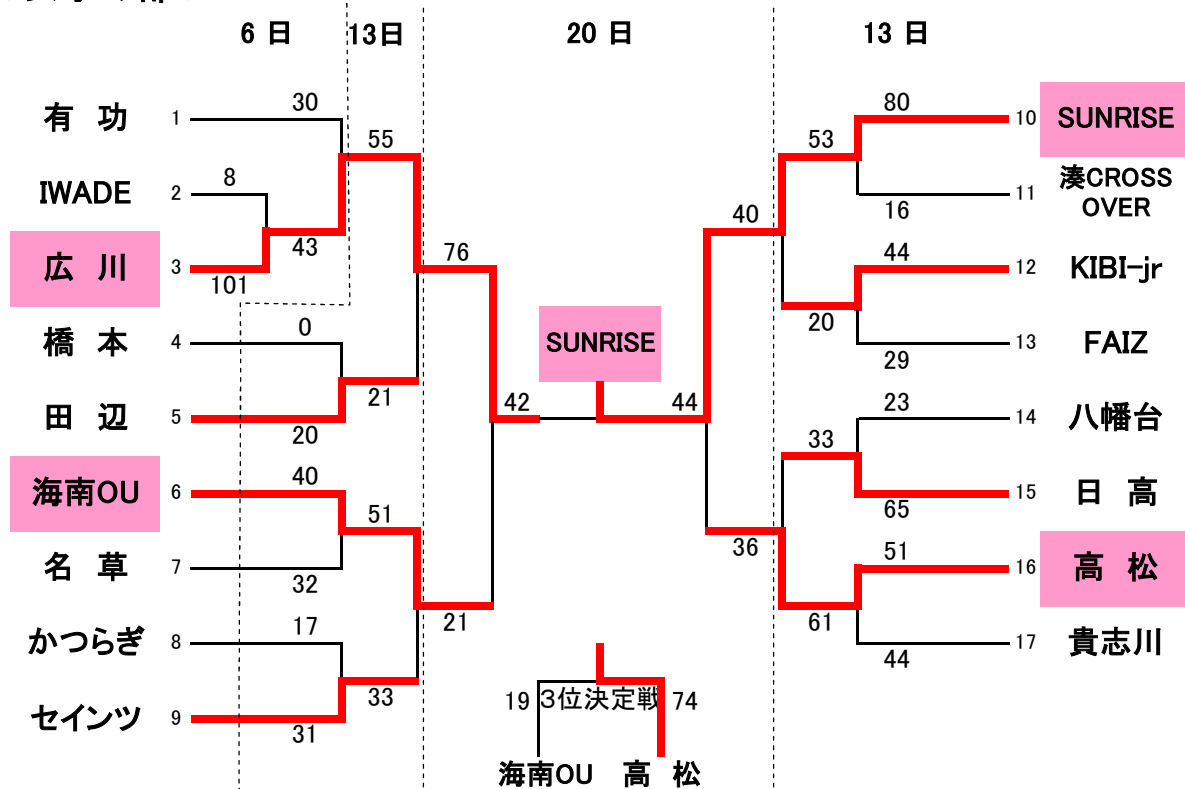 6 日
13日
20 日
13 日
有 功 1
30
55
IWADE 2
8
43
広 川 3
101
76
橋 本 4
0
21
田 辺 5
20
42
海南OU 6
40
51
名 草 7
32
21
かつらぎ 8
17
33
セインツ 9
31
SUNRISE
44
40
36
53
20
33
61
80
10 SUNRISE
16
11 湊CROSS
OVER
44
12 KIBI-jr
29
13 FAIZ
23
14 八幡台
65
15 日 高
51
16 高 松
44
17 貴志川
19 3位決定戦 74
海南OU 高 松